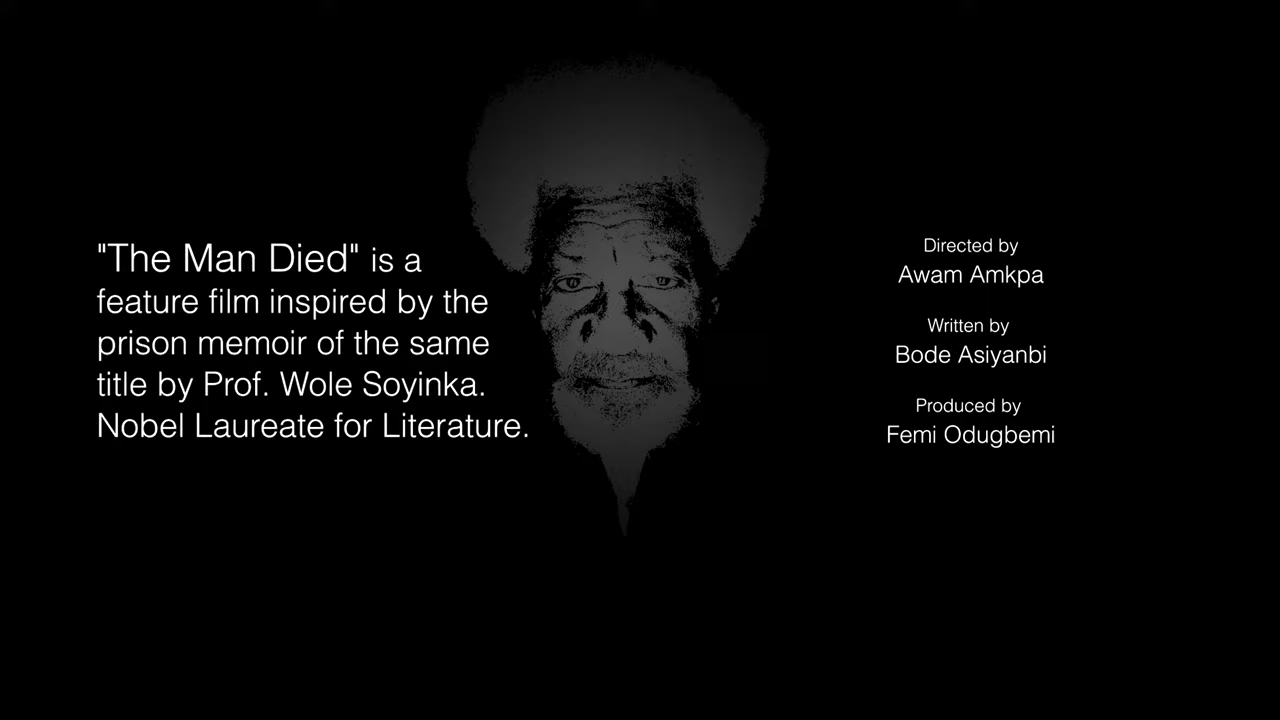 "The Man Died" is a
feature film inspired by the
prison memoir of the same
title by Prof. Wole Soyinka.
Nobel Laureate for Literature.
Directed by
Awam Amkpa
Written by
Bode Asiyanbi
Produced by
Femi Odugbemi